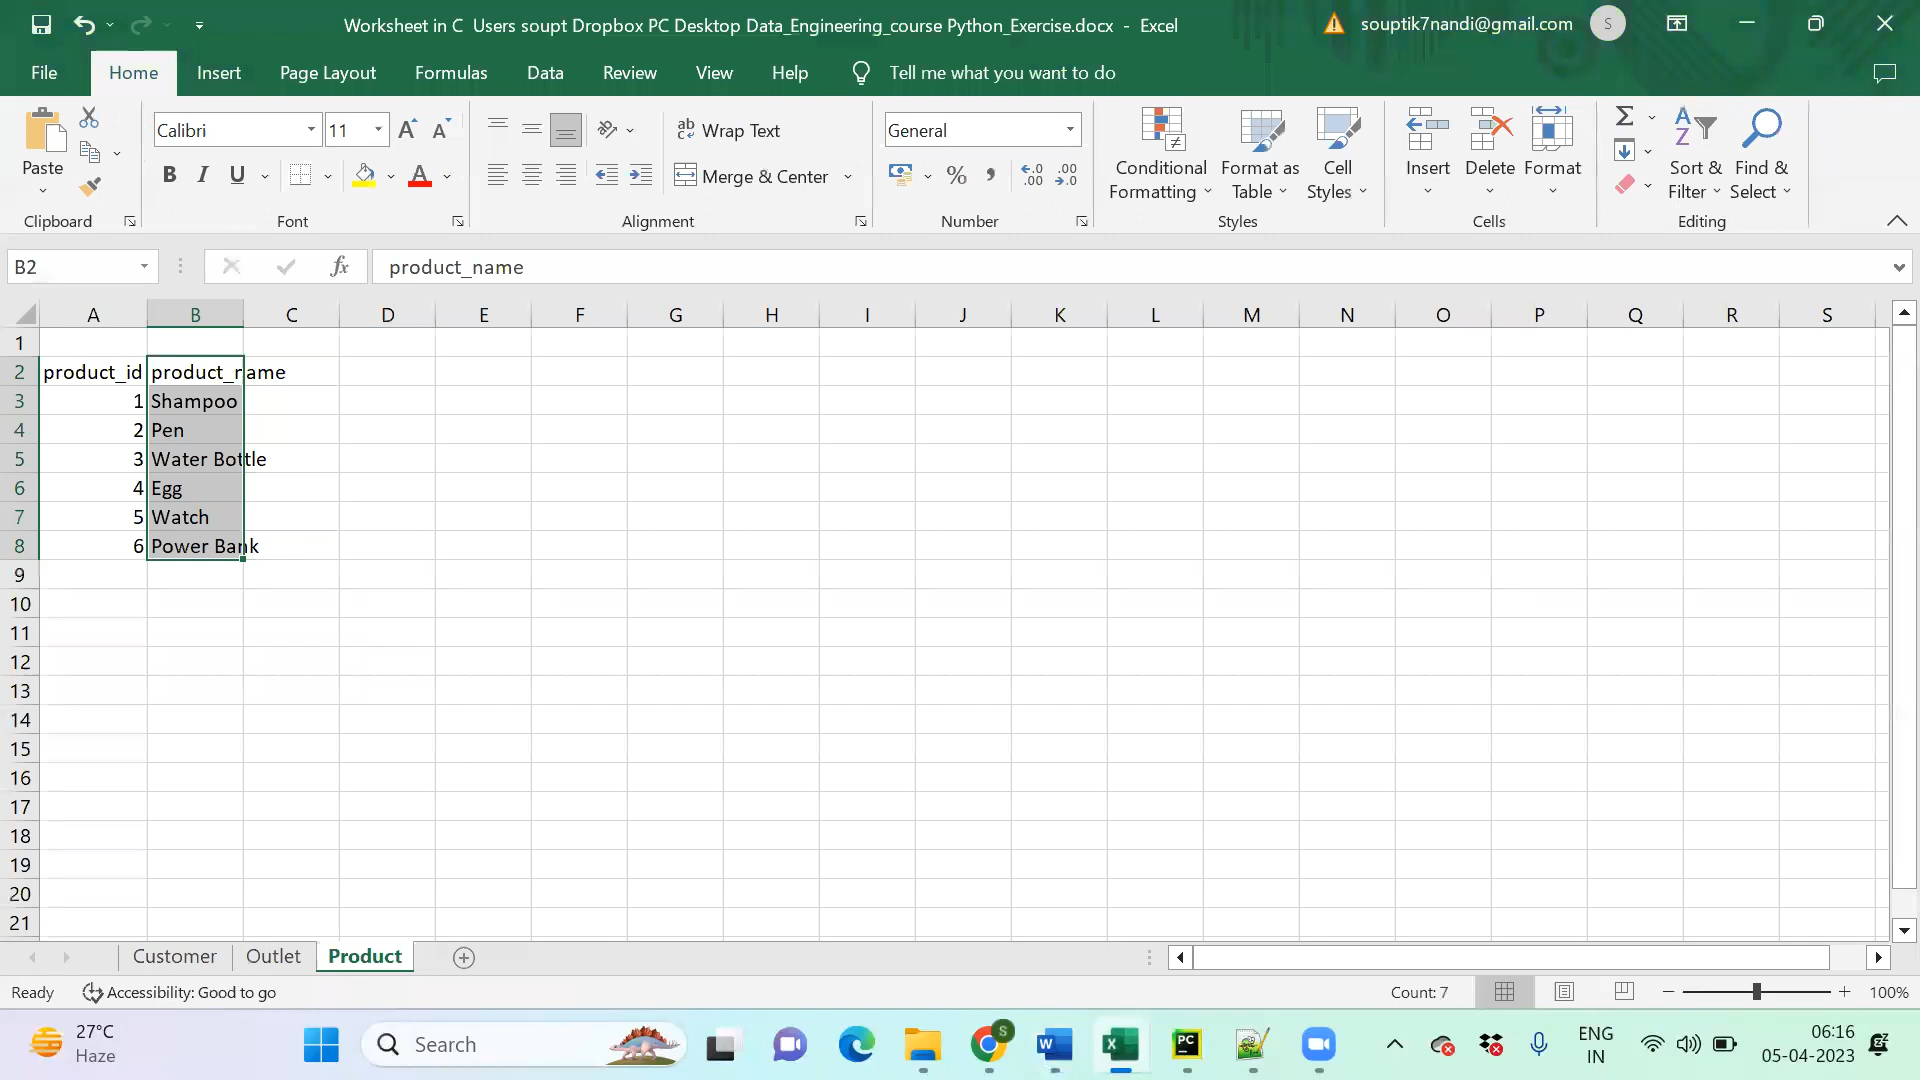 Worksheet in C  Users soupt Dropbox PC Desktop Data_Engineering_course Python_Exercise.docx  -  Excel
souptik7nandi@gmail.com
S
File Home Insert Page Layout Formulas Data Review View Help Tell me what you want to do
Paste
Clipboard
Calibri 11
B I U A
Font
ab
c
Wrap Text
Merge & Center
Alignment
General
% ,
Number
Conditional Formatting
Format as Table
Cell Styles
Styles
Insert
Delete
Format
Cells
Sort & Filter
Find & Select
Editing
B2
fx
product_name
A B C D E F G H I J K L M N O P Q R S
1
2 product_id product_name
3 1 Shampoo
4 2 Pen
5 3 Water Bottle
6 4 Egg
7 5 Watch
8 6 Power Bank
9
10
11
12
13
14
15
16
17
18
19
20
21
Customer Outlet Product
Ready Accessibility: Good to go Count: 7 100%
27°C
Haze
Search
ENG
IN
06:16
05-04-2023